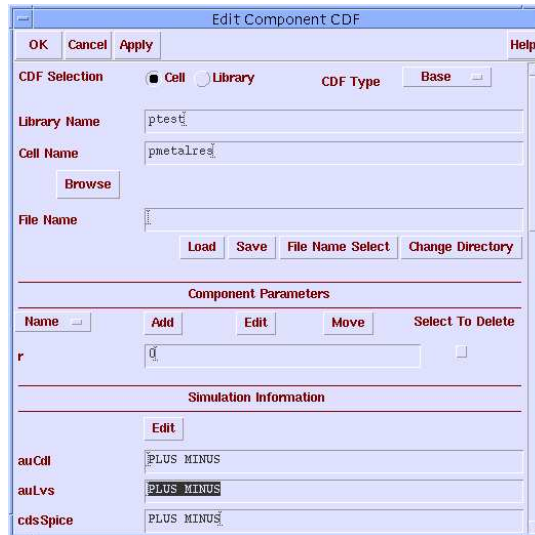 Edit Component CDF
OK Cancel Apply Help
CDF Selection Cell Library CDF Type Base
Library Name ptest
Cell Name pmetalres
Browse
File Name
Load Save File Name Select Change Directory
Component Parameters
Name Add Edit Move Select To Delete
r 0
Simulation Information
Edit
auCdl PLUS MINUS
auLvs PLUS MINUS
cdsSpice PLUS MINUS